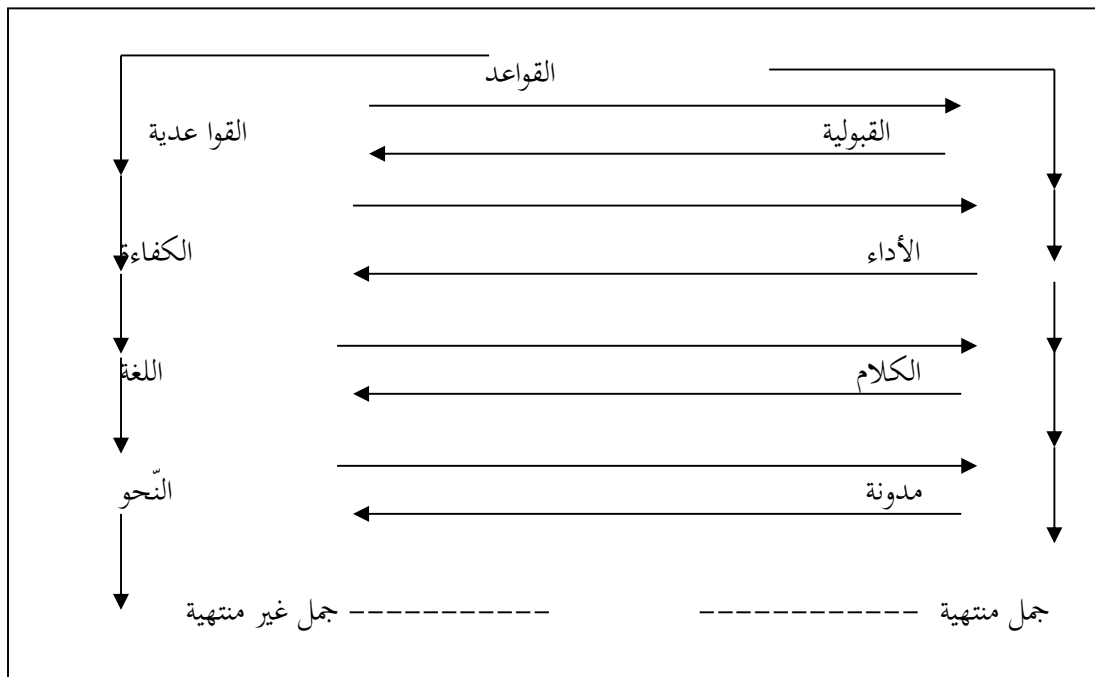 القواعد
القبولية القوا عدية
الأداء الكفاءة
الكلام اللغة
مدونة النّحو
جمل منتهية ------------ ----------- جمل غير منتهية